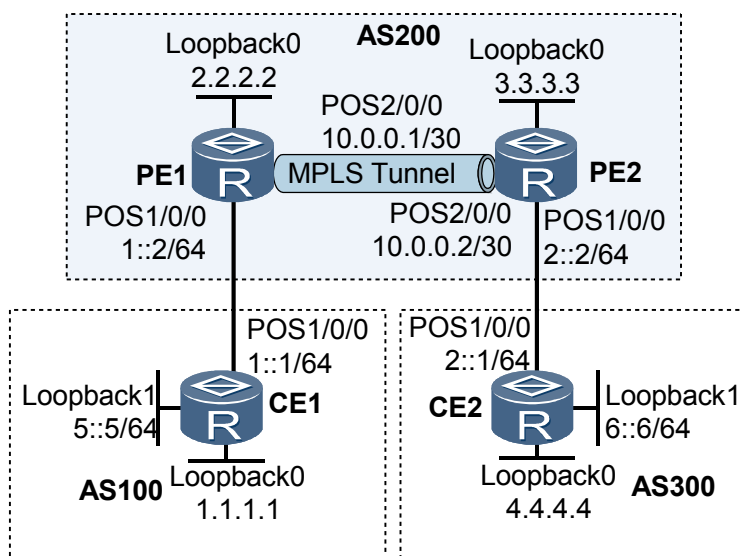 AS200
Loopback0
2.2.2.2
Loopback0
3.3.3.3
POS2/0/0
10.0.0.1/30
PE1
R
MPLS Tunnel
R
PE2
POS1/0/0
1::2/64
POS2/0/0
10.0.0.2/30
POS1/0/0
2::2/64
POS1/0/0
1::1/64
Loopback1
5::5/64
R
CE1
Loopback0
1.1.1.1
AS100
POS1/0/0
2::1/64
CE2
R
Loopback1
6::6/64
Loopback0
4.4.4.4
AS300